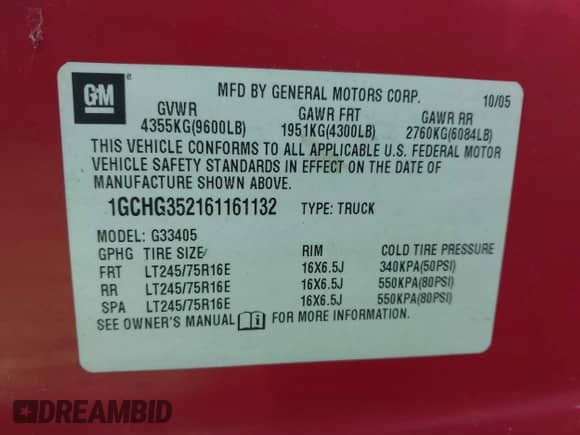 GM
®
MFD BY GENERAL MOTORS CORP. 10/05
GVWR GAWR FRT GAWR RR
4355KG(9600LB) 1951KG(4300LB) 2760KG(6084LB)
THIS VEHICLE CONFORMS TO ALL APPLICABLE U.S. FEDERAL MOTOR
VEHICLE SAFETY STANDARDS IN EFFECT ON THE DATE OF
MANUFACTURE SHOWN ABOVE.
1GCHG352161161132 TYPE: TRUCK
MODEL: G33405
GPHG TIRE SIZE RIM COLD TIRE PRESSURE
FRT LT245/75R16E 16X6.5J 340KPA(50PSI)
RR LT245/75R16E 16X6.5J 550KPA(80PSI)
SPA LT245/75R16E 16X6.5J 550KPA(80PSI)
SEE OWNER'S MANUAL FOR MORE INFORMATION.
DREAMBID